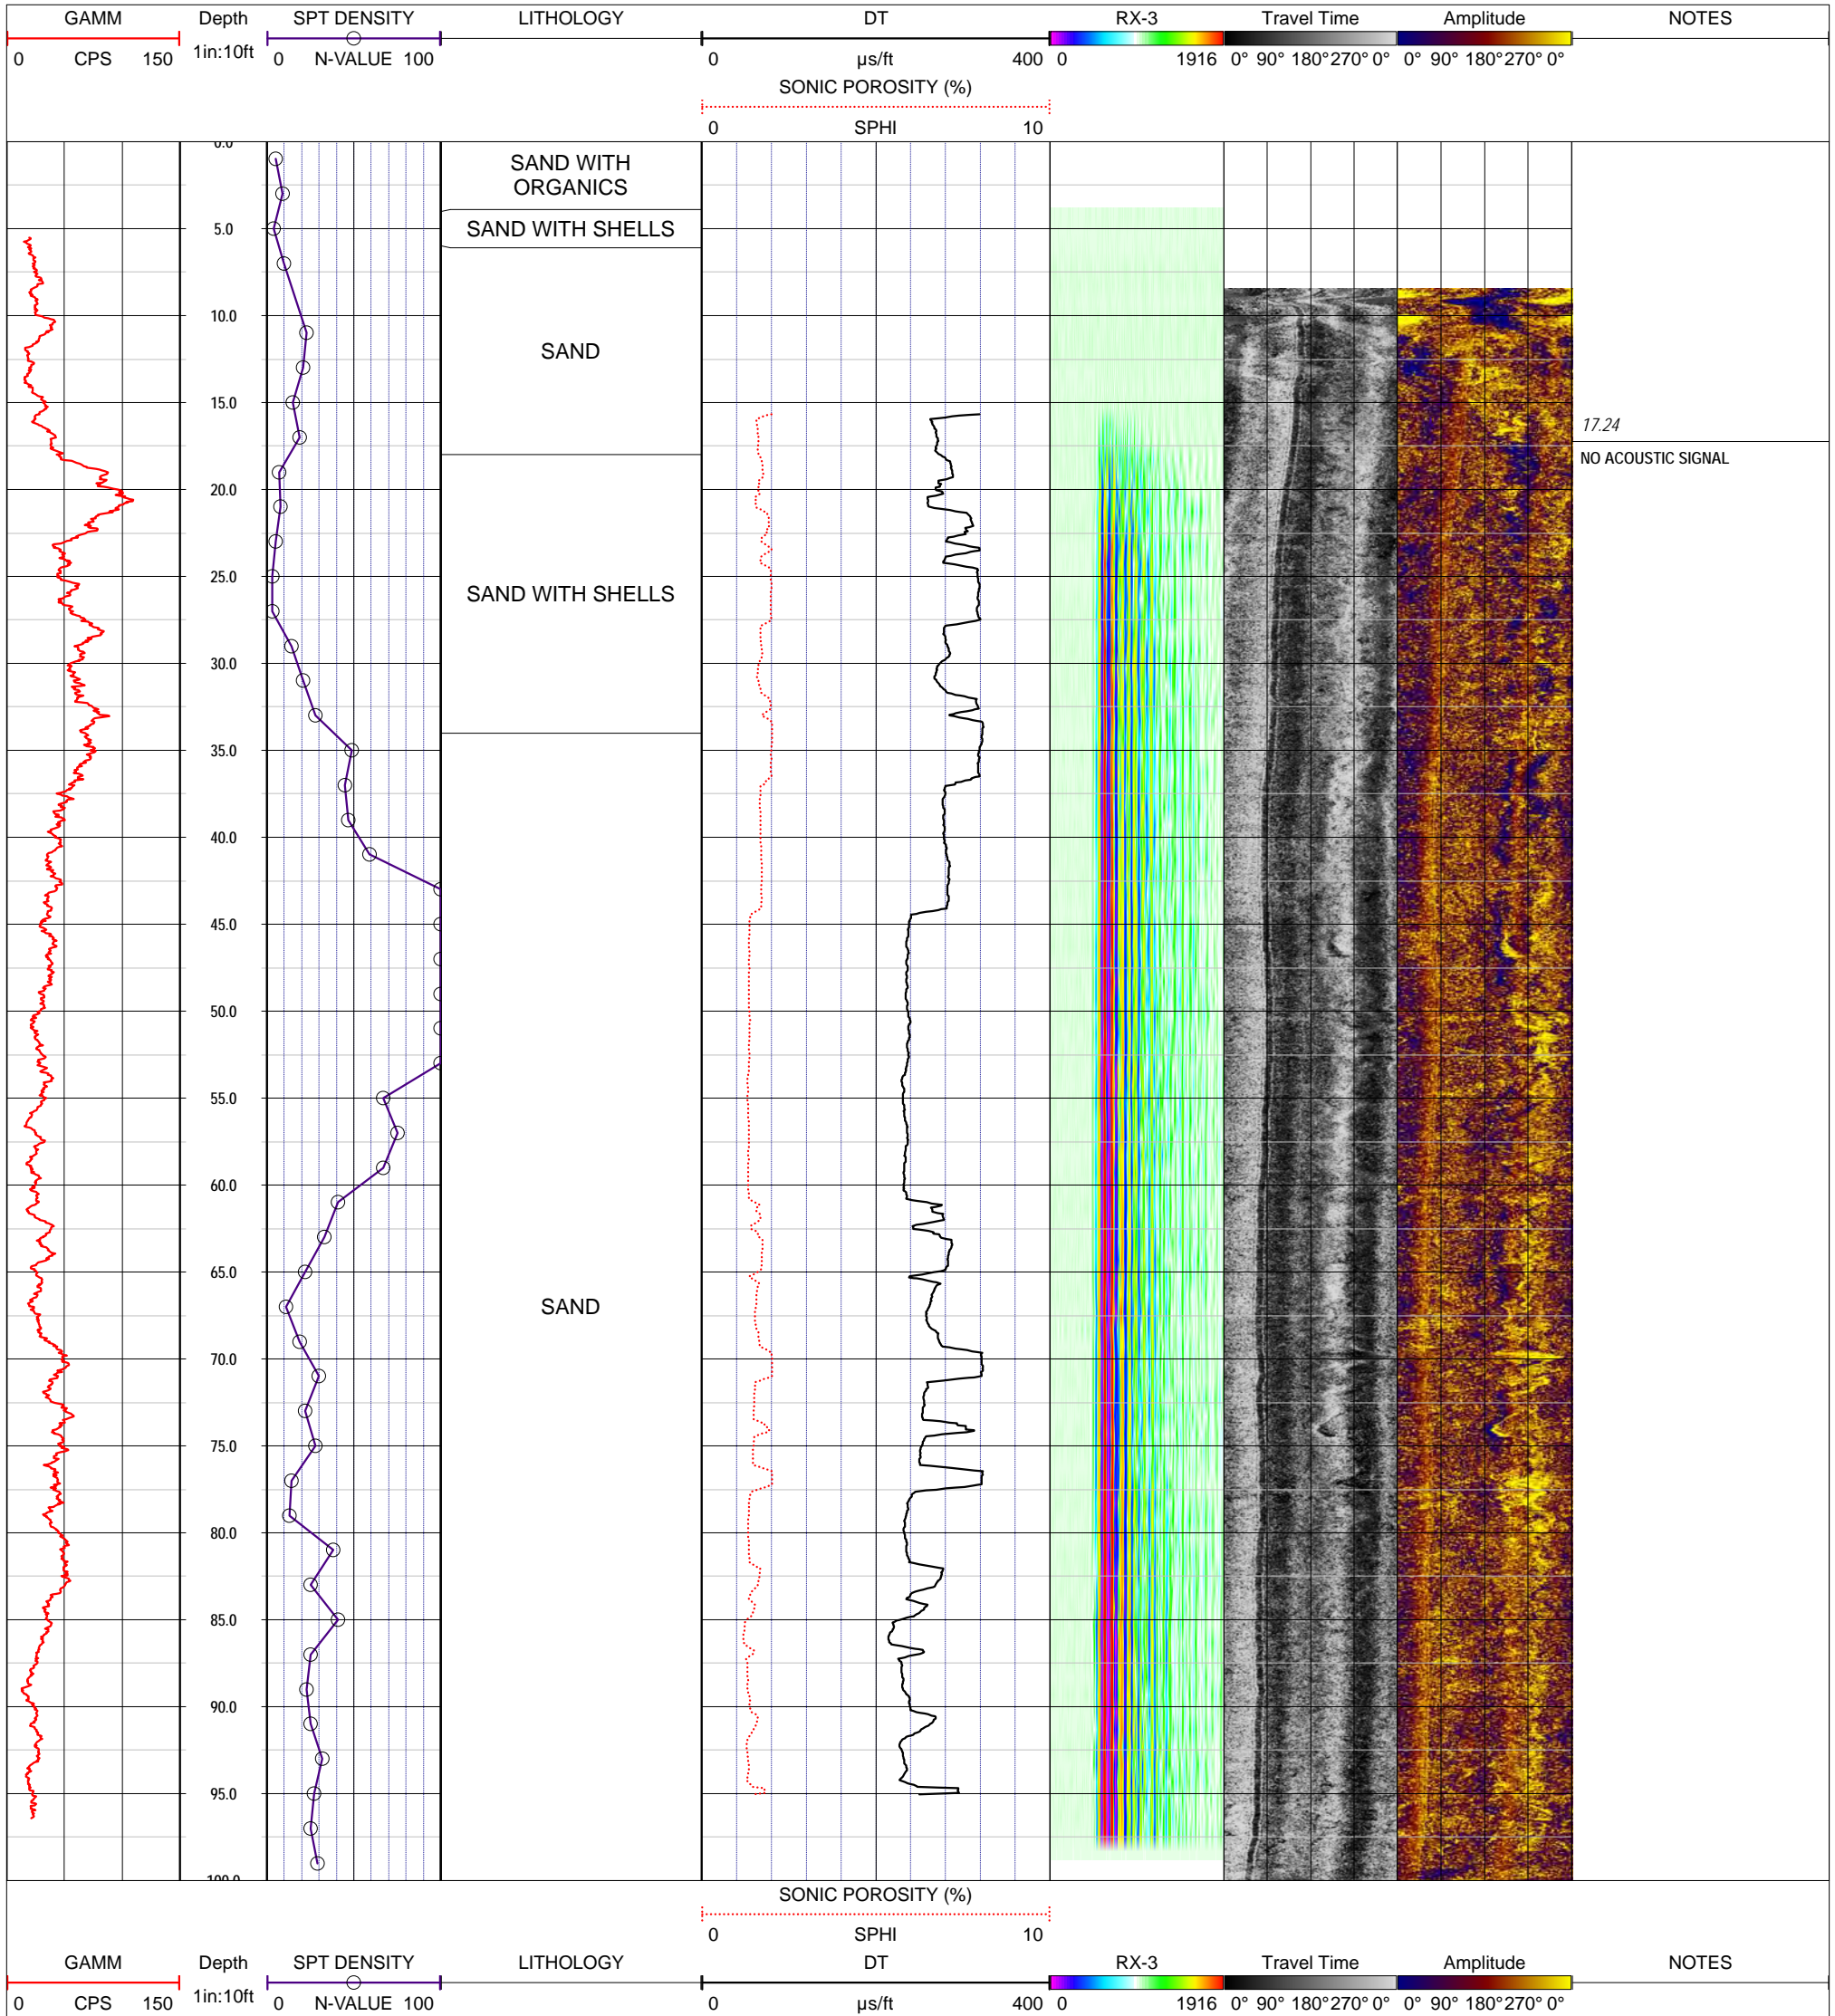 GAMM Depth SPT DENSITY LITHOLOGY DT RX-3 Travel Time Amplitude NOTES
0 CPS 150 1in:10ft 0 N-VALUE 100 0 µs/ft 400 0 1916 0° 90° 180°270° 0° 0° 90° 180°270° 0°
SONIC POROSITY (%)
0 SPHI 10
0.0
SAND WITH
ORGANICS
5.0 SAND WITH SHELLS
10.0
SAND
15.0
17.24
NO ACOUSTIC SIGNAL
20.0
25.0
SAND WITH SHELLS
30.0
35.0
40.0
45.0
50.0
55.0
60.0
65.0
SAND
70.0
75.0
80.0
85.0
90.0
95.0
100.0
SONIC POROSITY (%)
0 SPHI 10
GAMM Depth SPT DENSITY LITHOLOGY DT RX-3 Travel Time Amplitude NOTES
0 CPS 150 1in:10ft 0 N-VALUE 100 0 µs/ft 400 0 1916 0° 90° 180°270° 0° 0° 90° 180°270° 0°